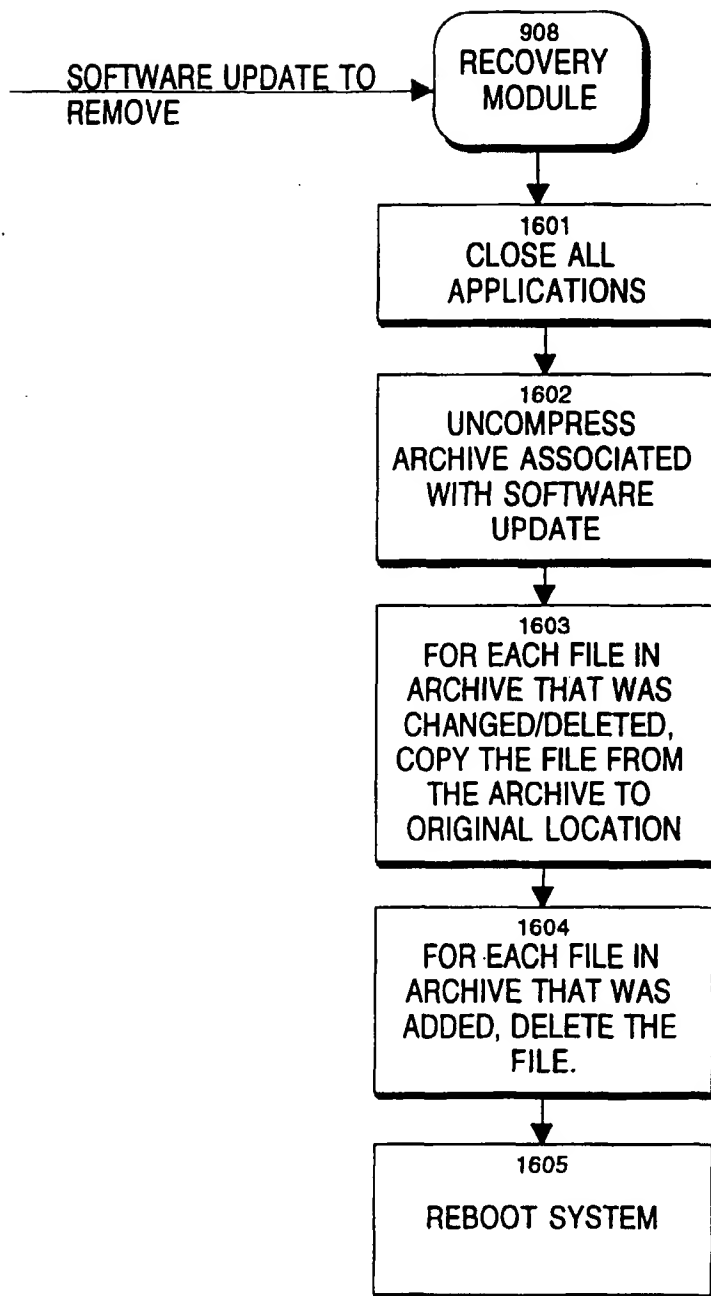 908
RECOVERY
MODULE
SOFTWARE UPDATE TO
REMOVE
1601
CLOSE ALL
APPLICATIONS
1602
UNCOMPRESS
ARCHIVE ASSOCIATED
WITH SOFTWARE
UPDATE
1603
FOR EACH FILE IN
ARCHIVE THAT WAS
CHANGED/DELETED,
COPY THE FILE FROM
THE ARCHIVE TO
ORIGINAL LOCATION
1604
FOR EACH FILE IN
ARCHIVE THAT WAS
ADDED, DELETE THE
FILE.
1605
REBOOT SYSTEM